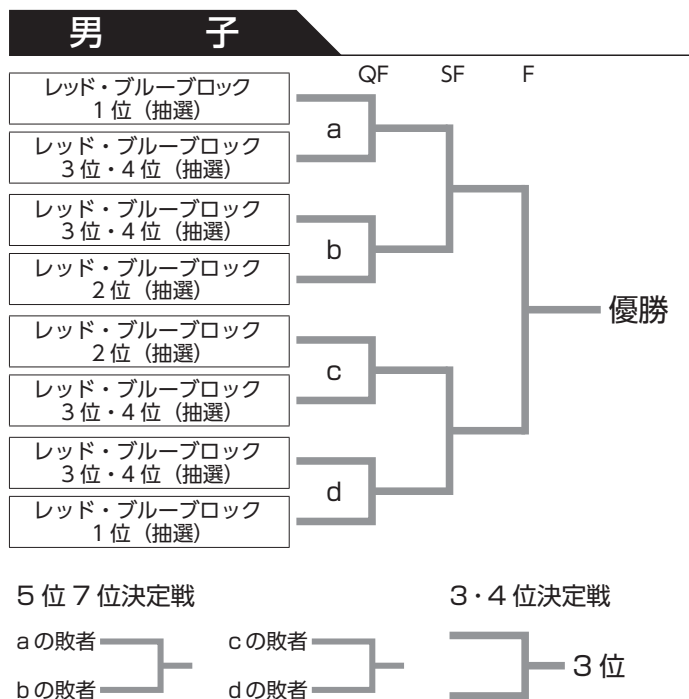 男 子
QF SF F
レッド・ブルーブロック
1 位（抽選）
a
レッド・ブルーブロック
3 位・4 位（抽選）
レッド・ブルーブロック
3 位・4 位（抽選）
b
レッド・ブルーブロック
2 位（抽選）
優勝
レッド・ブルーブロック
2 位（抽選）
c
レッド・ブルーブロック
3 位・4 位（抽選）
レッド・ブルーブロック
3 位・4 位（抽選）
d
レッド・ブルーブロック
1 位（抽選）
5 位 7 位決定戦
aの敗者
bの敗者
cの敗者
dの敗者
3・4 位決定戦
3 位